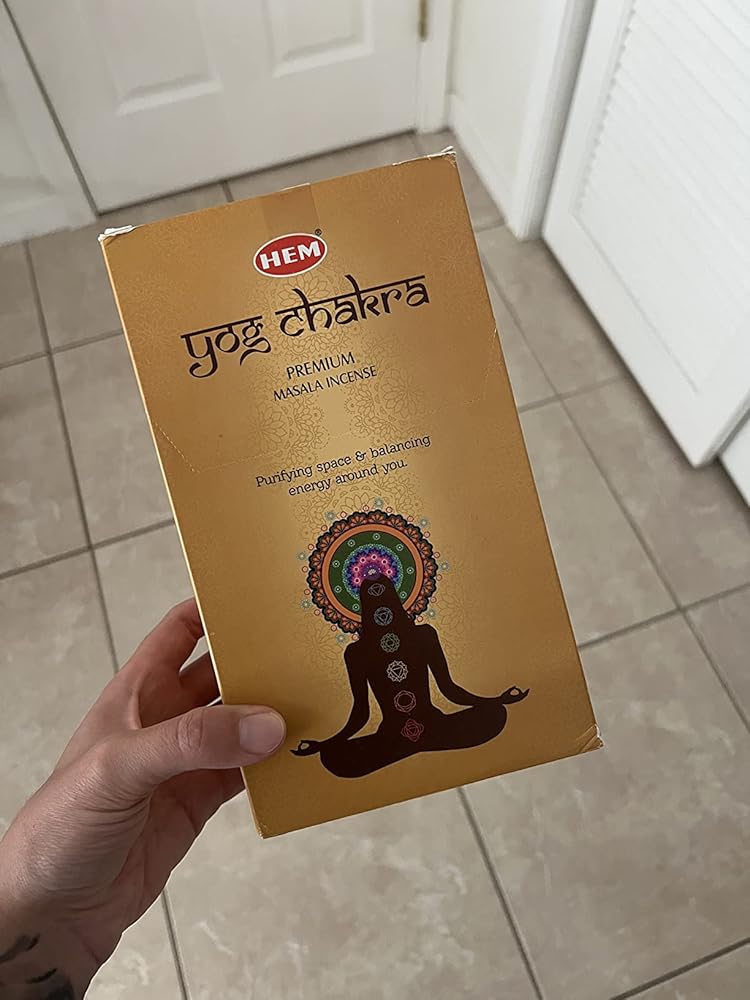 HEM®
yog chakra
PREMIUM
MASALA INCENSE
Purifying space & balancing
energy around you.